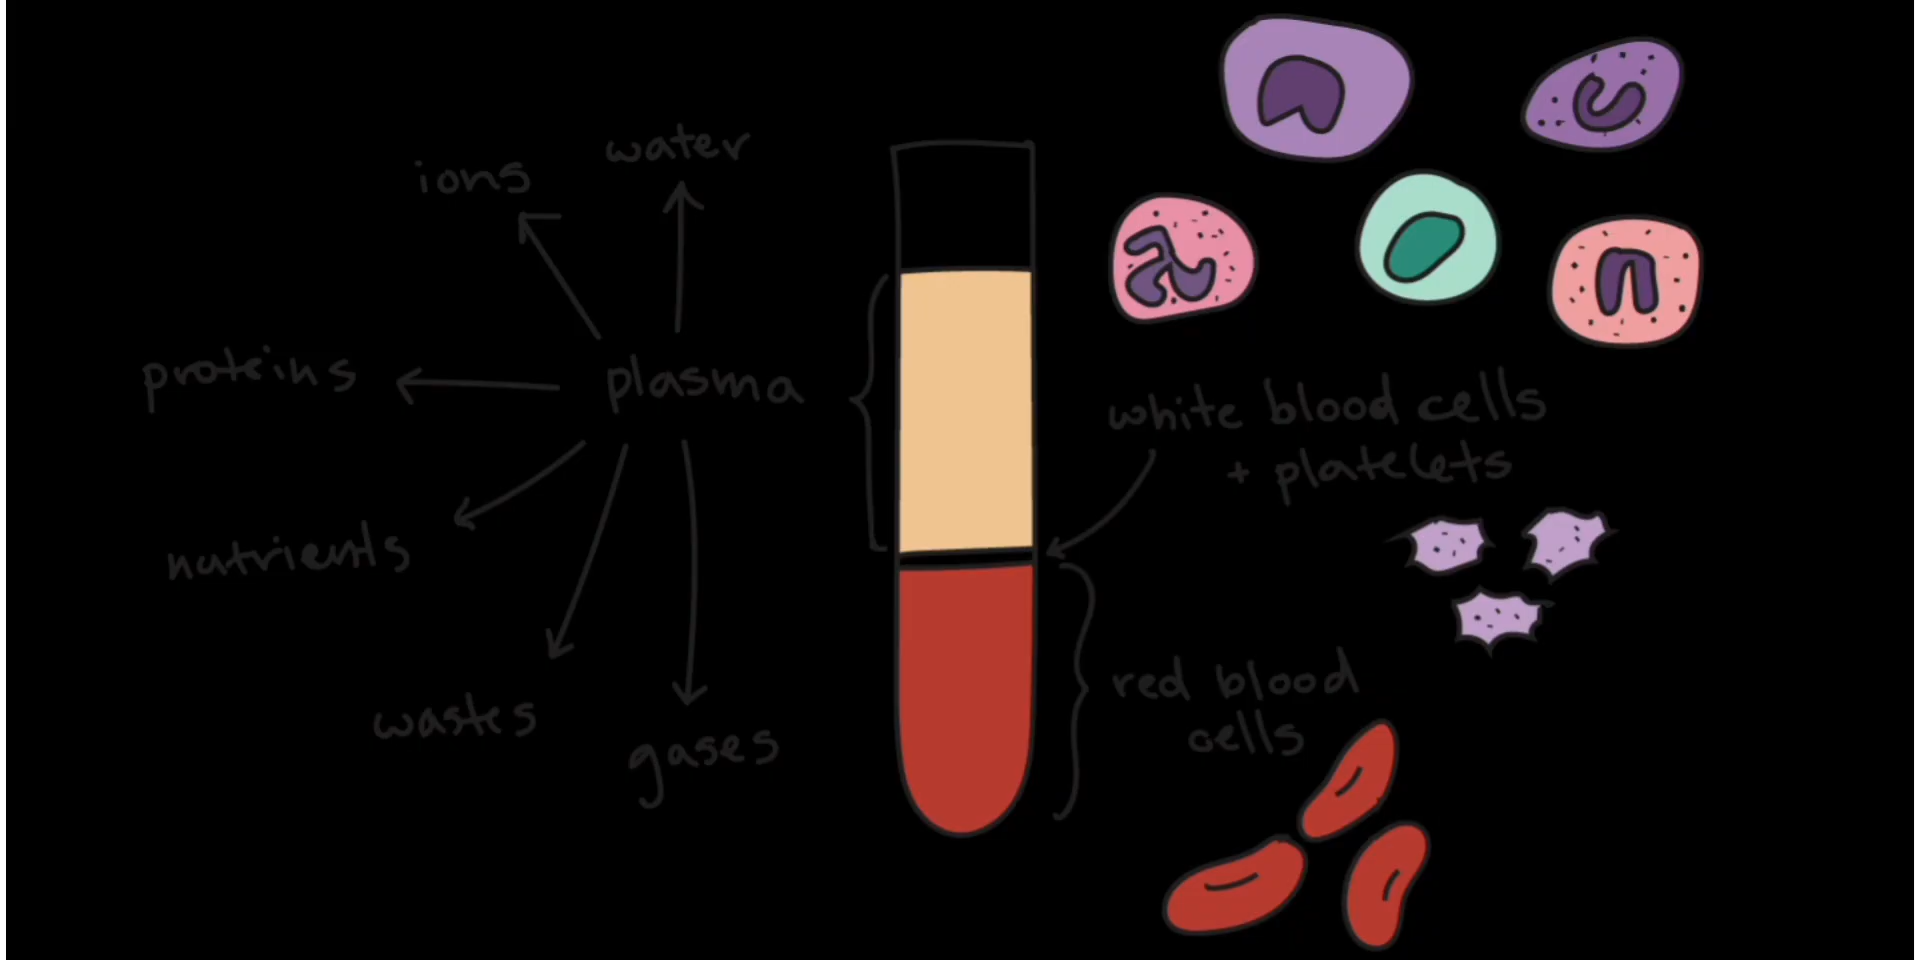 water
ions
proteins
plasma
nutrients
wastes
gases
white blood cells
+ platelets
red blood
cells